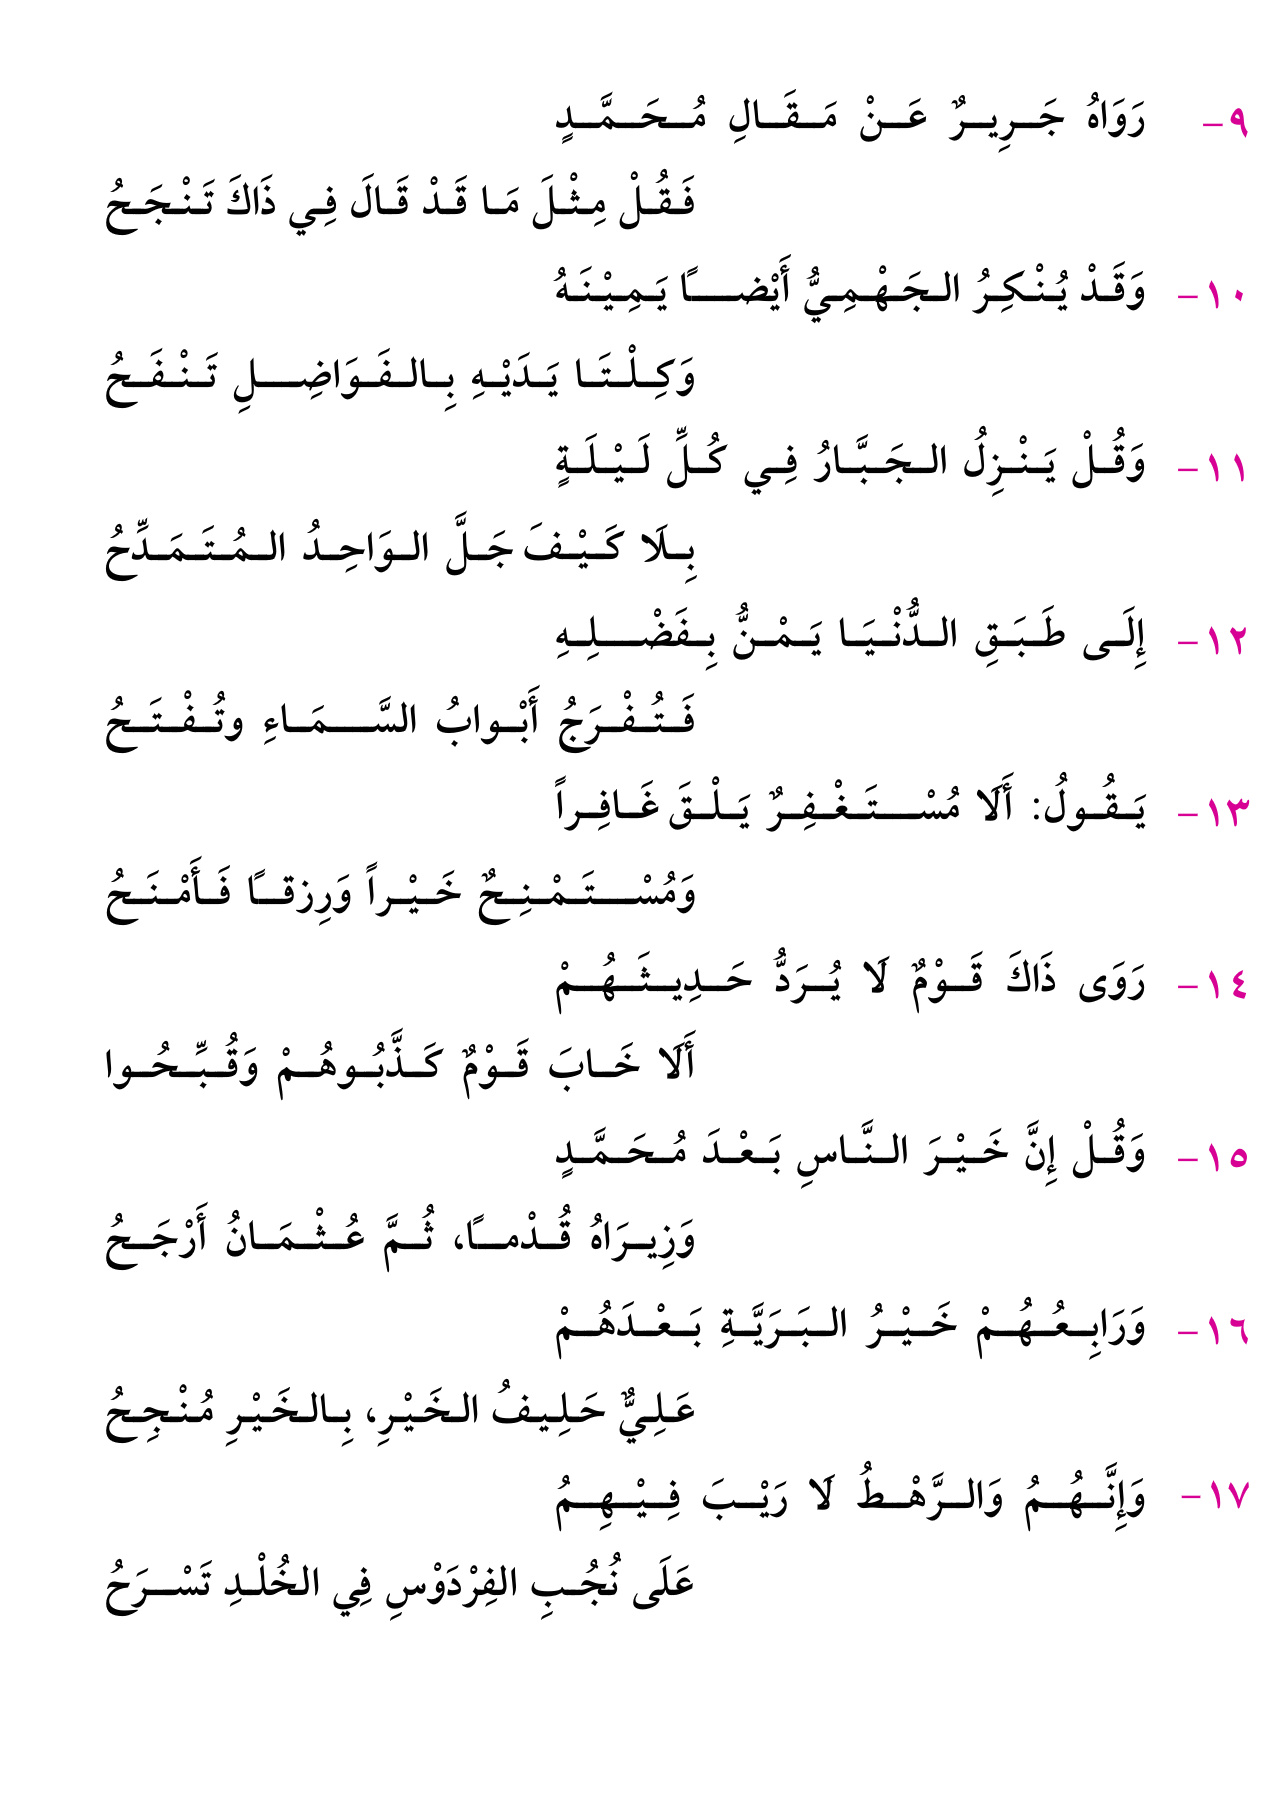 ٩- رَوَاهُ جَرِيرٌ عَنْ مَقَالِ مُحَمَّدٍ
فَقُلْ مِثْلَ مَا قَدْ قَالَ فِي ذَاكَ تَنْجَحُ
١٠- وَقَدْ يُنْكِرُ الجَهْمِيُّ أَيْضًا يَمِيْنَهُ
وَكِلْتَا يَدَيْهِ بِالفَوَاضِلِ تَنْفَحُ
١١- وَقُلْ يَنْزِلُ الجَبَّارُ فِي كُلِّ لَيْلَةٍ
بِلَا كَيْفَ جَلَّ الوَاحِدُ المُتَمَدِّحُ
١٢- إِلَى طَبَقِ الدُّنْيَا يَمْنُّ بِفَضْلِهِ
فَتُفْرَجُ أَبْوابُ السَّمَاءِ وتُفْتَحُ
١٣- يَقُولُ: أَلَا مُسْتَغْفِرٌ يَلْقَ غَافِراً
وَمُسْتَمْنِحٌ خَيْراً وَرِزقًا فَأَمْنَحُ
١٤- رَوَى ذَاكَ قَوْمٌ لَا يُرَدُّ حَدِيثَهُمْ
أَلَا خَابَ قَوْمٌ كَذَّبُوهُمْ وَقُبِّحُوا
١٥- وَقُلْ إِنَّ خَيْرَ النَّاسِ بَعْدَ مُحَمَّدٍ
وَزِيرَاهُ قُدْمًا، ثُمَّ عُثْمَانُ أَرْجَحُ
١٦- وَرَابِعُهُمْ خَيْرُ البَرَيَّةِ بَعْدَهُمْ
عَلِيٌّ حَلِيفُ الخَيْرِ، بِالخَيْرِ مُنْجِحُ
١٧- وَإِنَّهُمُ وَالرَّهْطُ لَا رَيْبَ فِيْهِمُ
عَلَى نُجُبِ الفِرْدَوْسِ فِي الخُلْدِ تَسْرَحُ